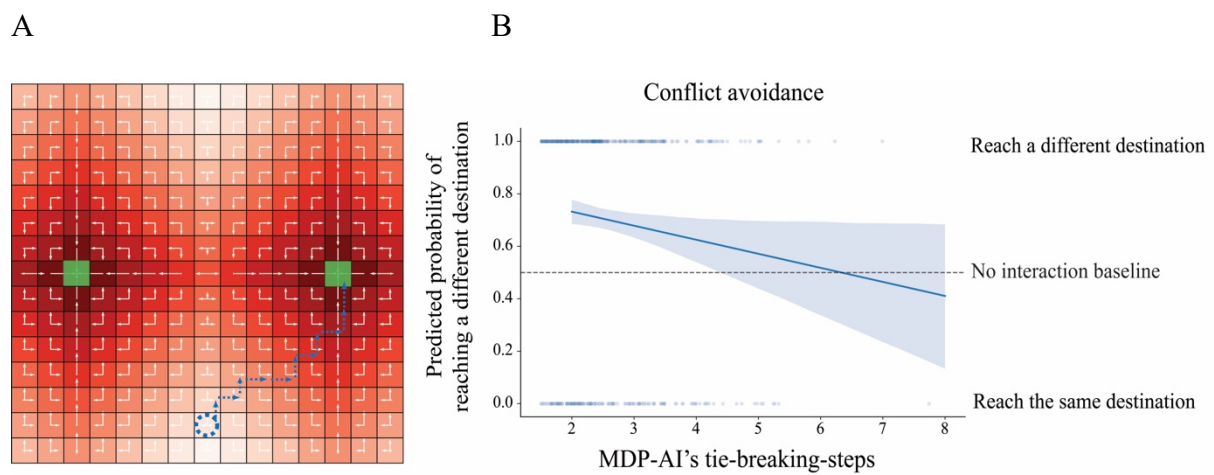 A
B
Conflict avoidance
Predicted probability of
reaching a different destination
1.0
0.8
0.6
0.4
0.2
0.0
Reach a different destination
No interaction baseline
Reach the same destination
2 3 4 5 6 7 8
MDP-AI's tie-breaking-steps